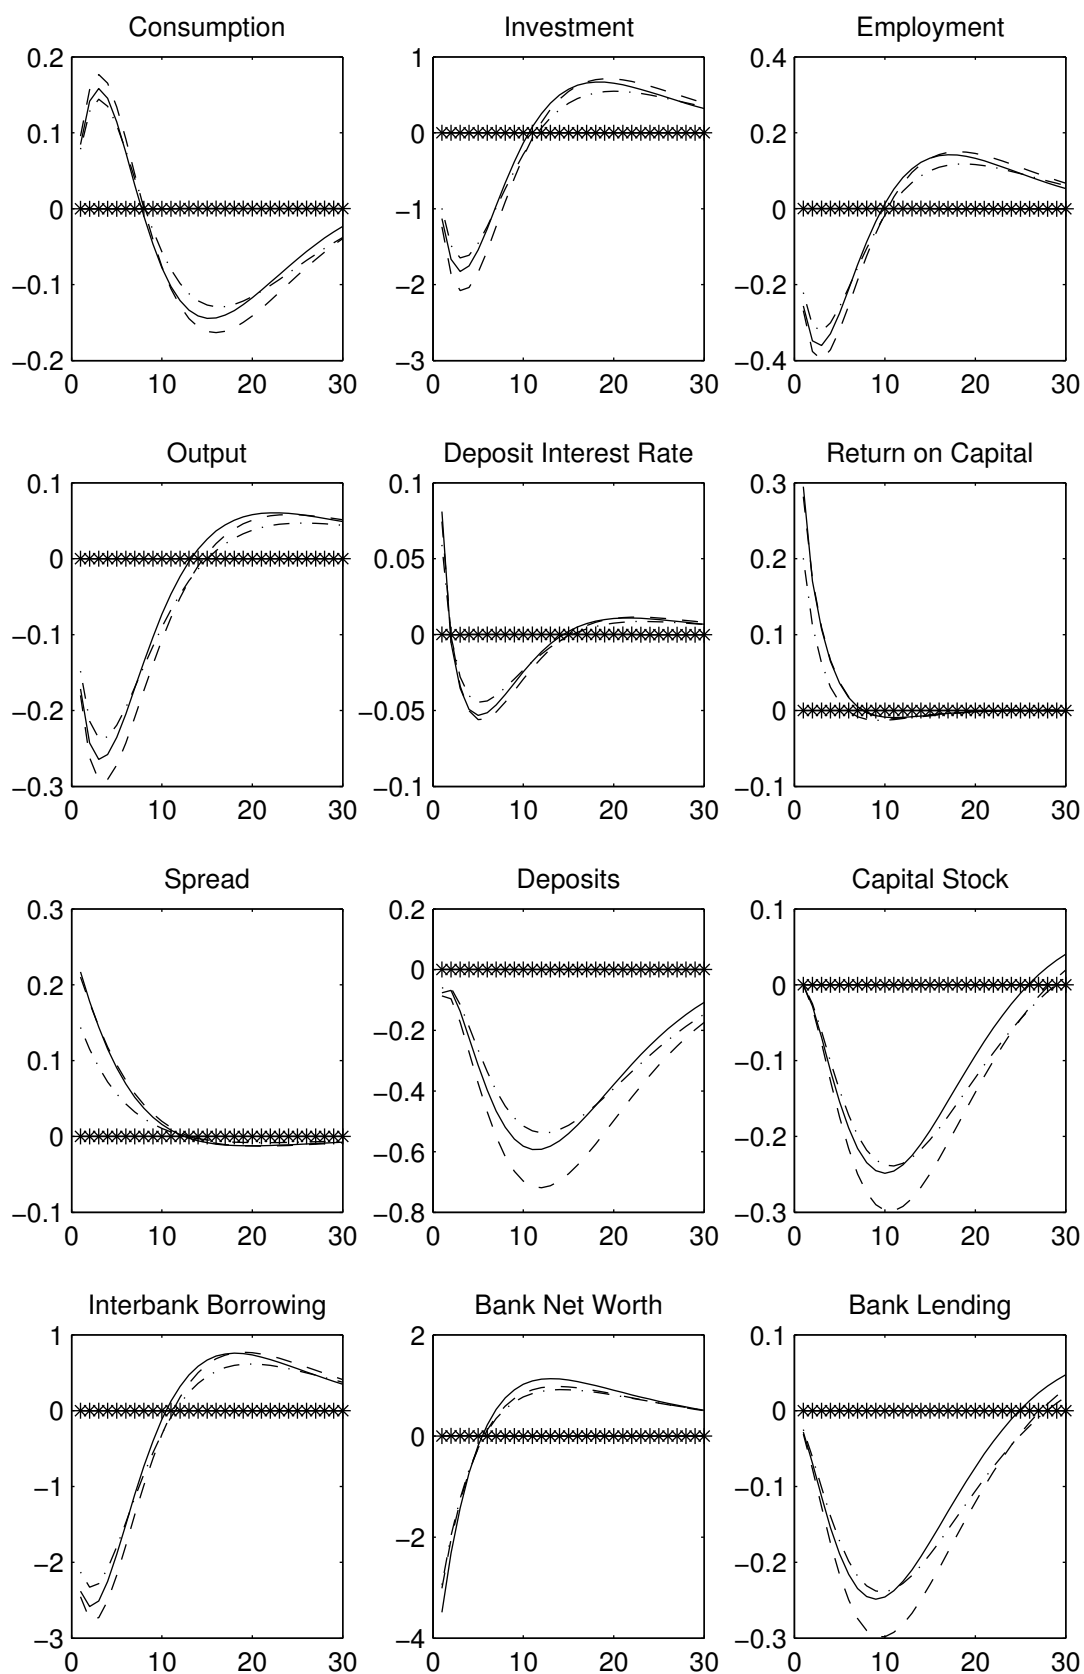 Consumption Investment Employment
0.2 1 0.4
0.1 0 0.2
0 −1 0
−0.1 −2 −0.2
−0.2 −3 −0.4
0 10 20 30 0 10 20 30 0 10 20 30
Output Deposit Interest Rate Return on Capital
0.1 0.1 0.3
0 0.05 0.2
−0.1 0 0.1
−0.2 −0.05 0
−0.3 −0.1 −0.1
0 10 20 30 0 10 20 30 0 10 20 30
Spread Deposits Capital Stock
0.3 0.2 0.1
0.2 0 0
0.1 −0.2 −0.1
0 −0.4 −0.2
−0.1 −0.6 −0.3
−0.8
0 10 20 30 0 10 20 30 0 10 20 30
Interbank Borrowing Bank Net Worth Bank Lending
1 2 0.1
0 0 0
−1 −2 −0.1
−2 −4 −0.2
−3 −0.3
0 10 20 30 0 10 20 30 0 10 20 30